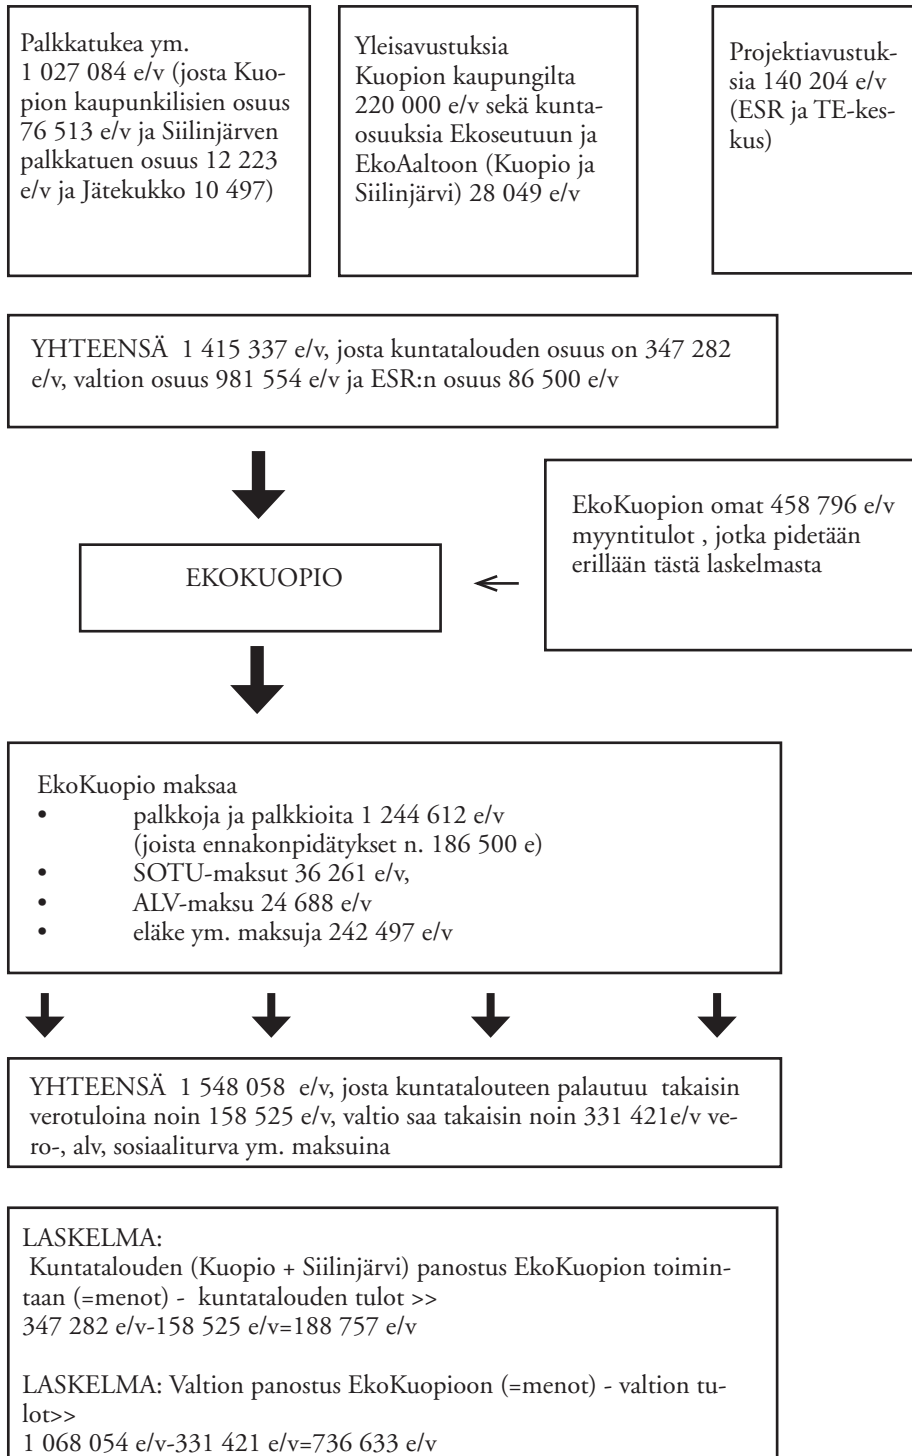 Palkkatukea ym.
1 027 084 e/v (josta Kuo-
pion kaupunkilisien osuus
76 513 e/v ja Siilinjärven
palkkatuen osuus 12 223
e/v ja Jätekukko 10 497)
Yleisavustuksia
Kuopion kaupungilta
220 000 e/v sekä kunta-
osuuksia Ekoseutuun ja
EkoAaltoon (Kuopio ja
Siilinjärvi) 28 049 e/v
Projektiavustuk-
sia 140 204 e/v
(ESR ja TE-kes-
kus)
YHTEENSÄ 1 415 337 e/v, josta kuntatalouden osuus on 347 282
e/v, valtion osuus 981 554 e/v ja ESR:n osuus 86 500 e/v
EkoKuopion omat 458 796 e/v
myyntitulot , jotka pidetään
erillään tästä laskelmasta
EKOKUOPIO
EkoKuopio maksaa
• palkkoja ja palkkioita 1 244 612 e/v
(joista ennakonpidätykset n. 186 500 e)
• SOTU-maksut 36 261 e/v,
• ALV-maksu 24 688 e/v
• eläke ym. maksuja 242 497 e/v
YHTEENSÄ 1 548 058 e/v, josta kuntatalouteen palautuu takaisin
verotuloina noin 158 525 e/v, valtio saa takaisin noin 331 421e/v ve-
ro-, alv, sosiaaliturva ym. maksuina
LASKELMA:
Kuntatalouden (Kuopio + Siilinjärvi) panostus EkoKuopion toimin-
taan (=menot) - kuntatalouden tulot >>
347 282 e/v-158 525 e/v=188 757 e/v
LASKELMA: Valtion panostus EkoKuopioon (=menot) - valtion tu-
lot>>
1 068 054 e/v-331 421 e/v=736 633 e/v